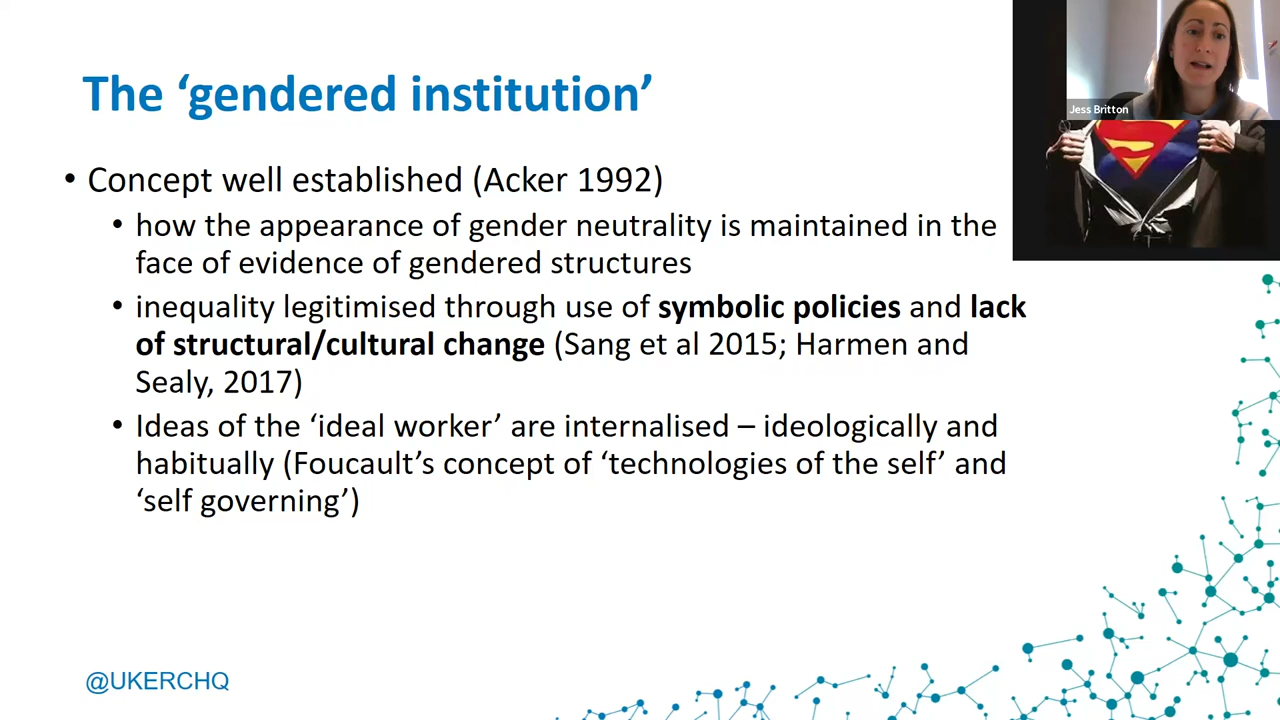 The ‘gendered institution’
Jess Britton
• Concept well established (Acker 1992)
• how the appearance of gender neutrality is maintained in the
face of evidence of gendered structures
• inequality legitimised through use of symbolic policies and lack
of structural/cultural change (Sang et al 2015; Harmen and
Sealy, 2017)
• Ideas of the ‘ideal worker’ are internalised – ideologically and
habitually (Foucault’s concept of ‘technologies of the self’ and
‘self governing’)
@UKERCHQ